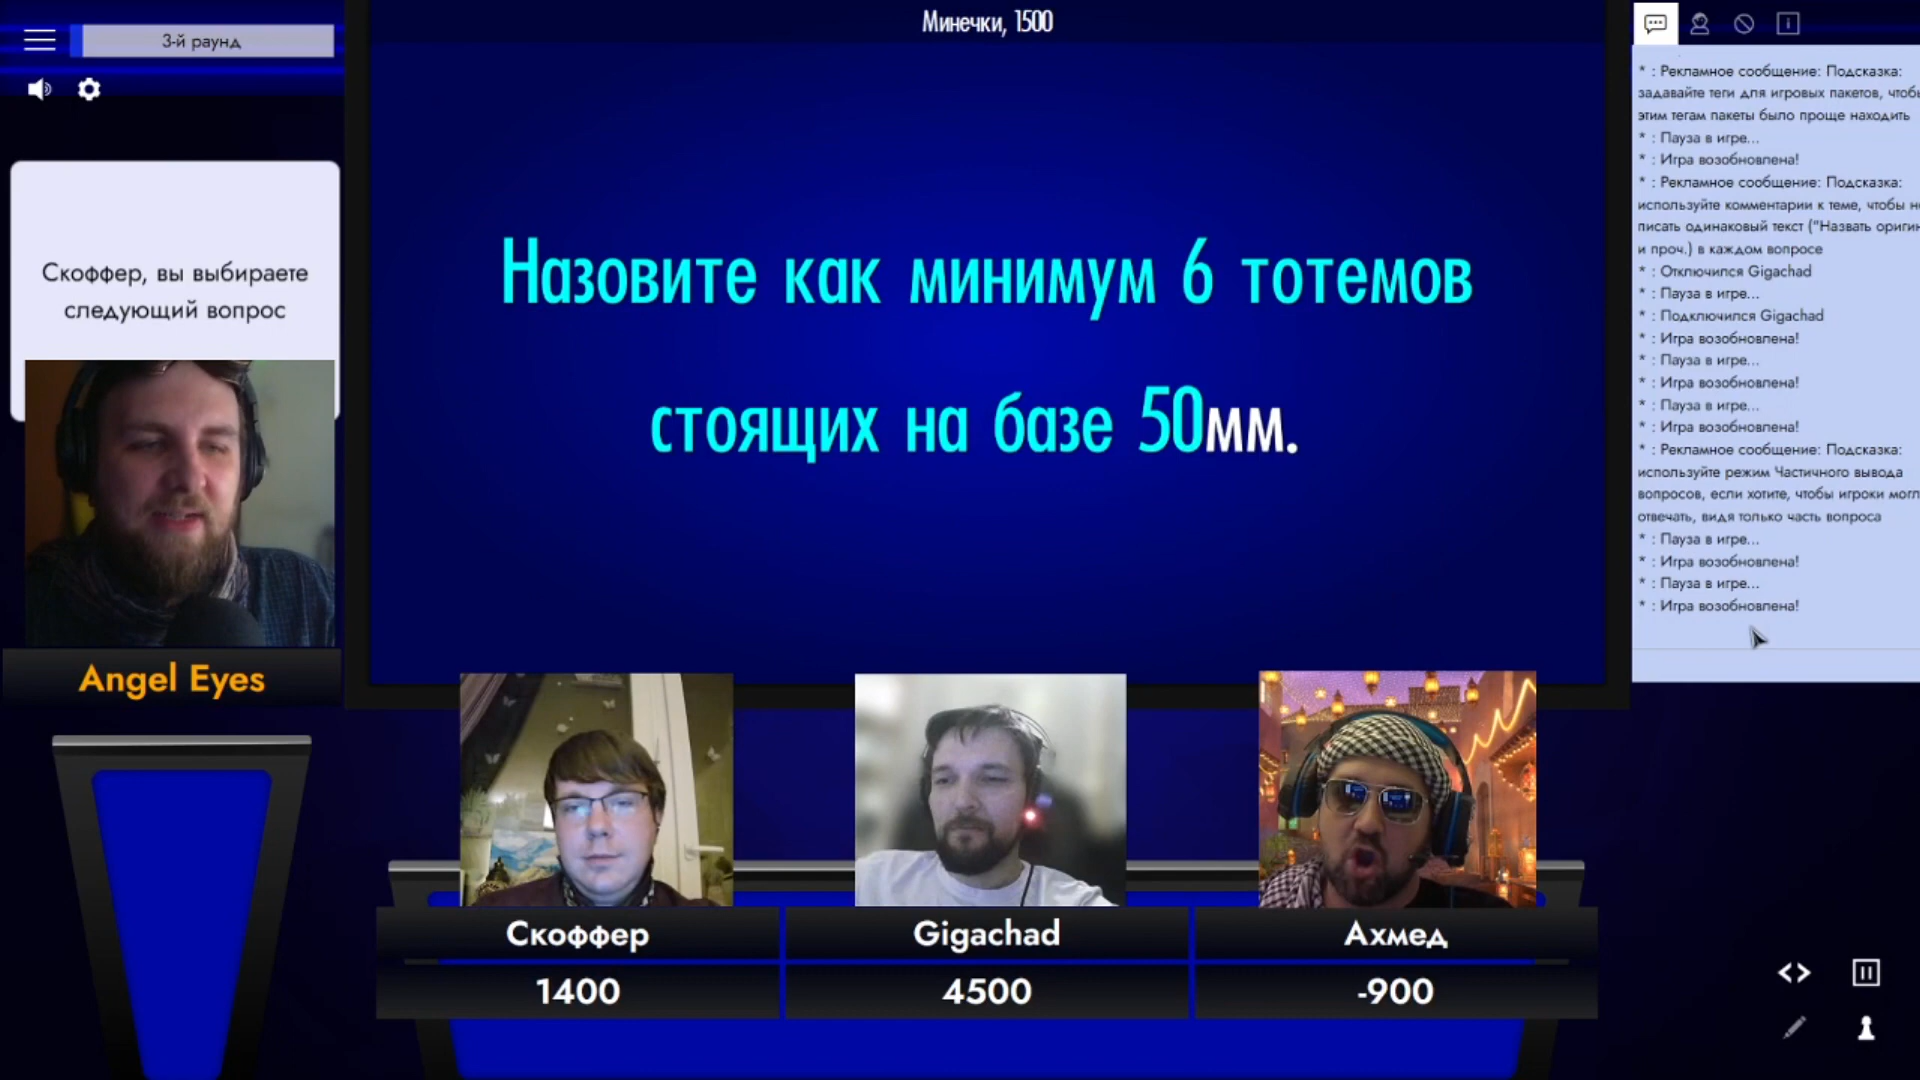 Минечки, 1500
3-й раунд
Скоффер, вы выбираете
следующий вопрос
Angel Eyes
Назовите как минимум 6 тотемов
стоящих на базе 50мм.
* : Рекламное сообщение: Подсказка:
задавайте теги для игровых пакетов, чтобы
этим тегам пакеты было проще находить
* : Пауза в игре...
* : Игра возобновлена!
* : Рекламное сообщение: Подсказка:
используйте комментарии к теме, чтобы не
писать одинаковый текст ("Назвать оригин
и проч.) в каждом вопросе
* : Отключился Gigachad
* : Пауза в игре...
* : Подключился Gigachad
* : Игра возобновлена!
* : Пауза в игре...
* : Игра возобновлена!
* : Пауза в игре...
* : Игра возобновлена!
* : Рекламное сообщение: Подсказка:
используйте режим Частичного вывода
вопросов, если хотите, чтобы игроки могл
отвечать, видя только часть вопроса
* : Пауза в игре...
* : Игра возобновлена!
* : Пауза в игре...
* : Игра возобновлена!
Скоффер
1400
Gigachad
4500
Ахмед
-900